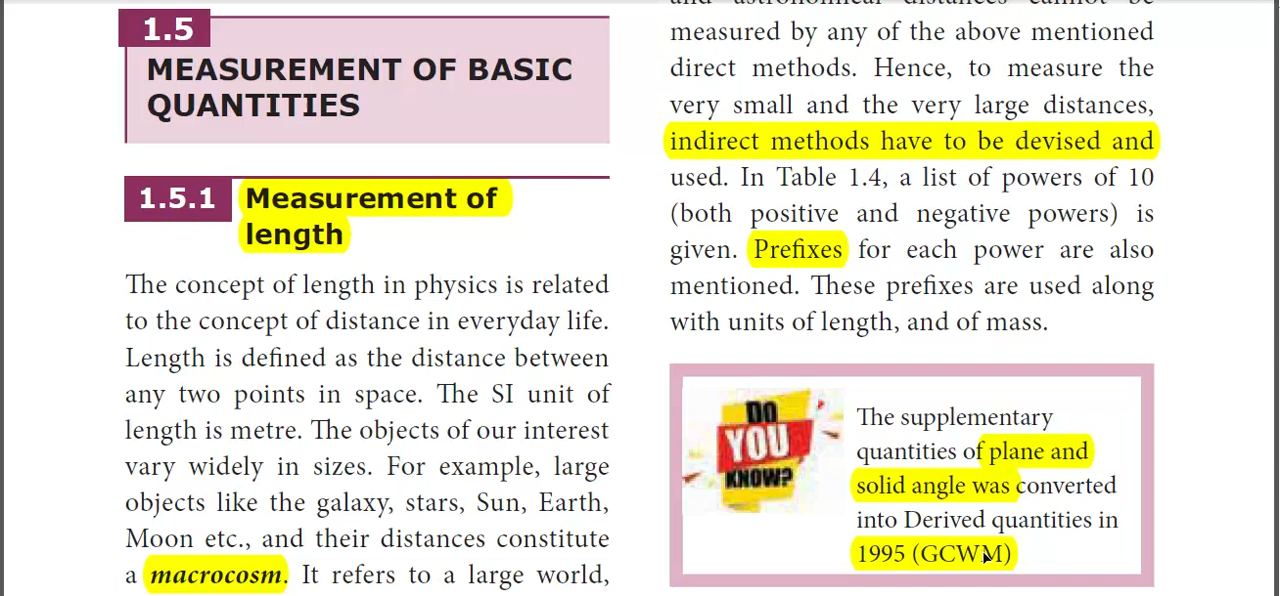 1.5
MEASUREMENT OF BASIC
QUANTITIES
1.5.1 Measurement of
length
The concept of length in physics is related
to the concept of distance in everyday life.
Length is defined as the distance between
any two points in space. The SI unit of
length is metre. The objects of our interest
vary widely in sizes. For example, large
objects like the galaxy, stars, Sun, Earth,
Moon etc., and their distances constitute
a macrocosm. It refers to a large world,
and astronomical distances cannot be
measured by any of the above mentioned
direct methods. Hence, to measure the
very small and the very large distances,
indirect methods have to be devised and
used. In Table 1.4, a list of powers of 10
(both positive and negative powers) is
given. Prefixes for each power are also
mentioned. These prefixes are used along
with units of length, and of mass.
DO
YOU
KNOW?
The supplementary
quantities of plane and
solid angle was converted
into Derived quantities in
1995 (GCWM)